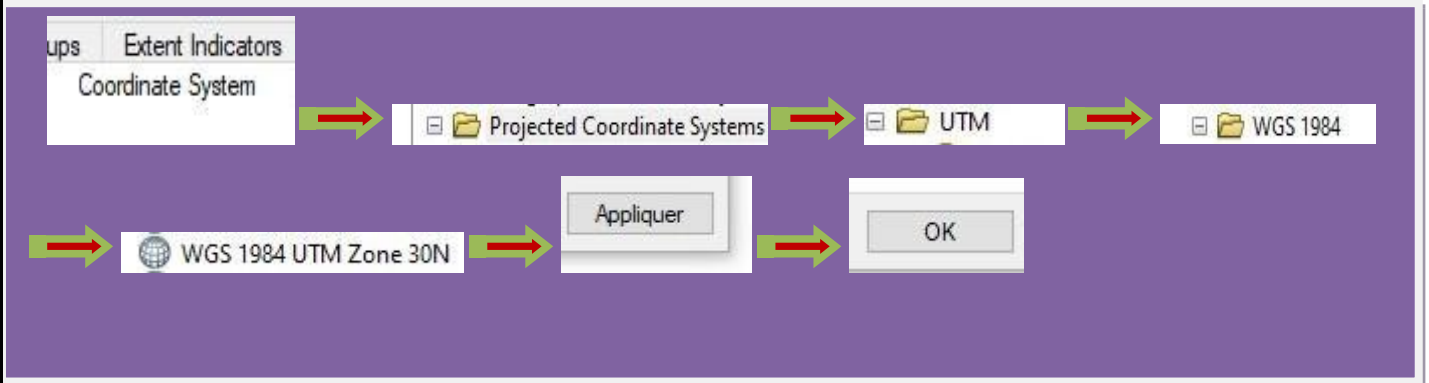 ups Extent Indicators
Coordinate System
Projected Coordinate Systems
UTM
WGS 1984
WGS 1984 UTM Zone 30N
Appliquer
OK